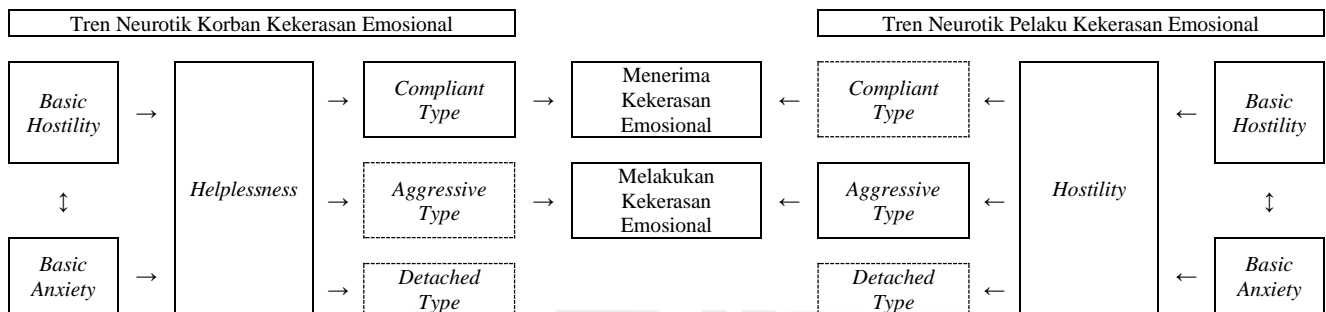 Tren Neurotik Korban Kekerasan Emosional
Tren Neurotik Pelaku Kekerasan Emosional
Basic
Hostility
→
Helplessness
→
Compliant
Type
→
Menerima
Kekerasan
Emosional
←
Compliant
Type
←
Hostility
←
Basic
Hostility
↕
→
Aggressive
Type
→
Melakukan
Kekerasan
Emosional
←
Aggressive
Type
←
↕
Basic
Anxiety
→
→
Detached
Type
Detached
Type
←
←
Basic
Anxiety